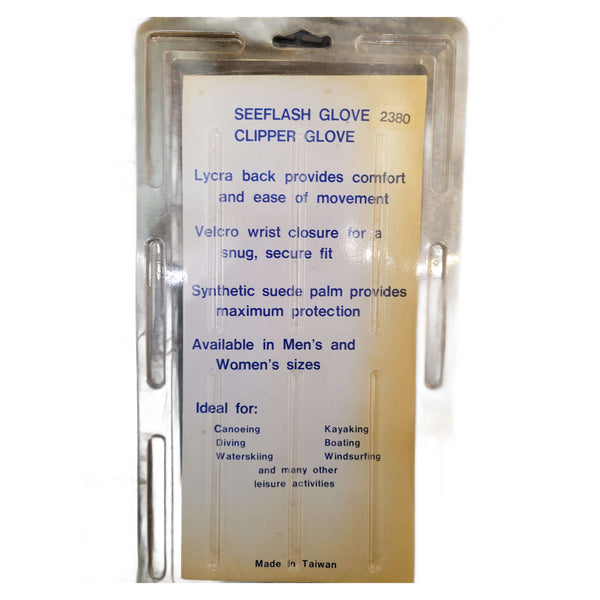 SEEFLASH GLOVE 2380
CLIPPER GLOVE
Lycra back provides comfort
and ease of movement
Velcro wrist closure for a
snug, secure fit
Synthetic suede palm provides
maximum protection
Available in Men's and
Women's sizes
Ideal for:
Canoeing Kayaking
Diving Boating
Waterskiing Windsurfing
and many other
leisure activities
Made in Taiwan